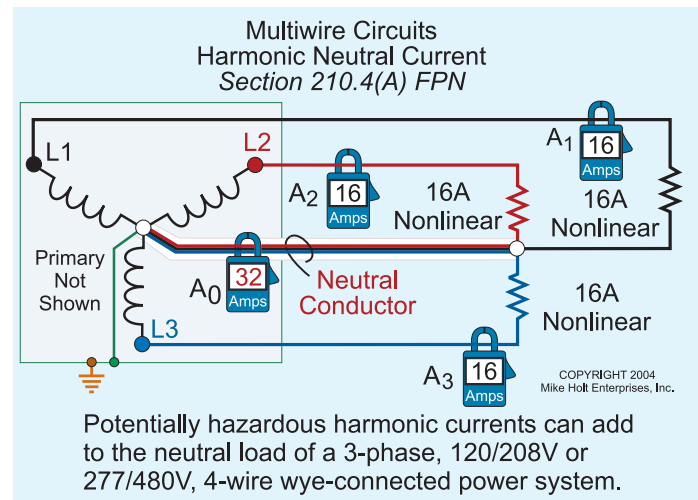 Multiwire Circuits
Harmonic Neutral Current
Section 210.4(A) FPN
L1
L2
A1
16
Amps
A2
16
Amps
16A
Nonlinear
16A
Nonlinear
Primary
Not
Shown
A0
32
Amps
Neutral
Conductor
L3
16A
Nonlinear
A3
16
Amps
COPYRIGHT 2004
Mike Holt Enterprises, Inc.
Potentially hazardous harmonic currents can add
to the neutral load of a 3-phase, 120/208V or
277/480V, 4-wire wye-connected power system.